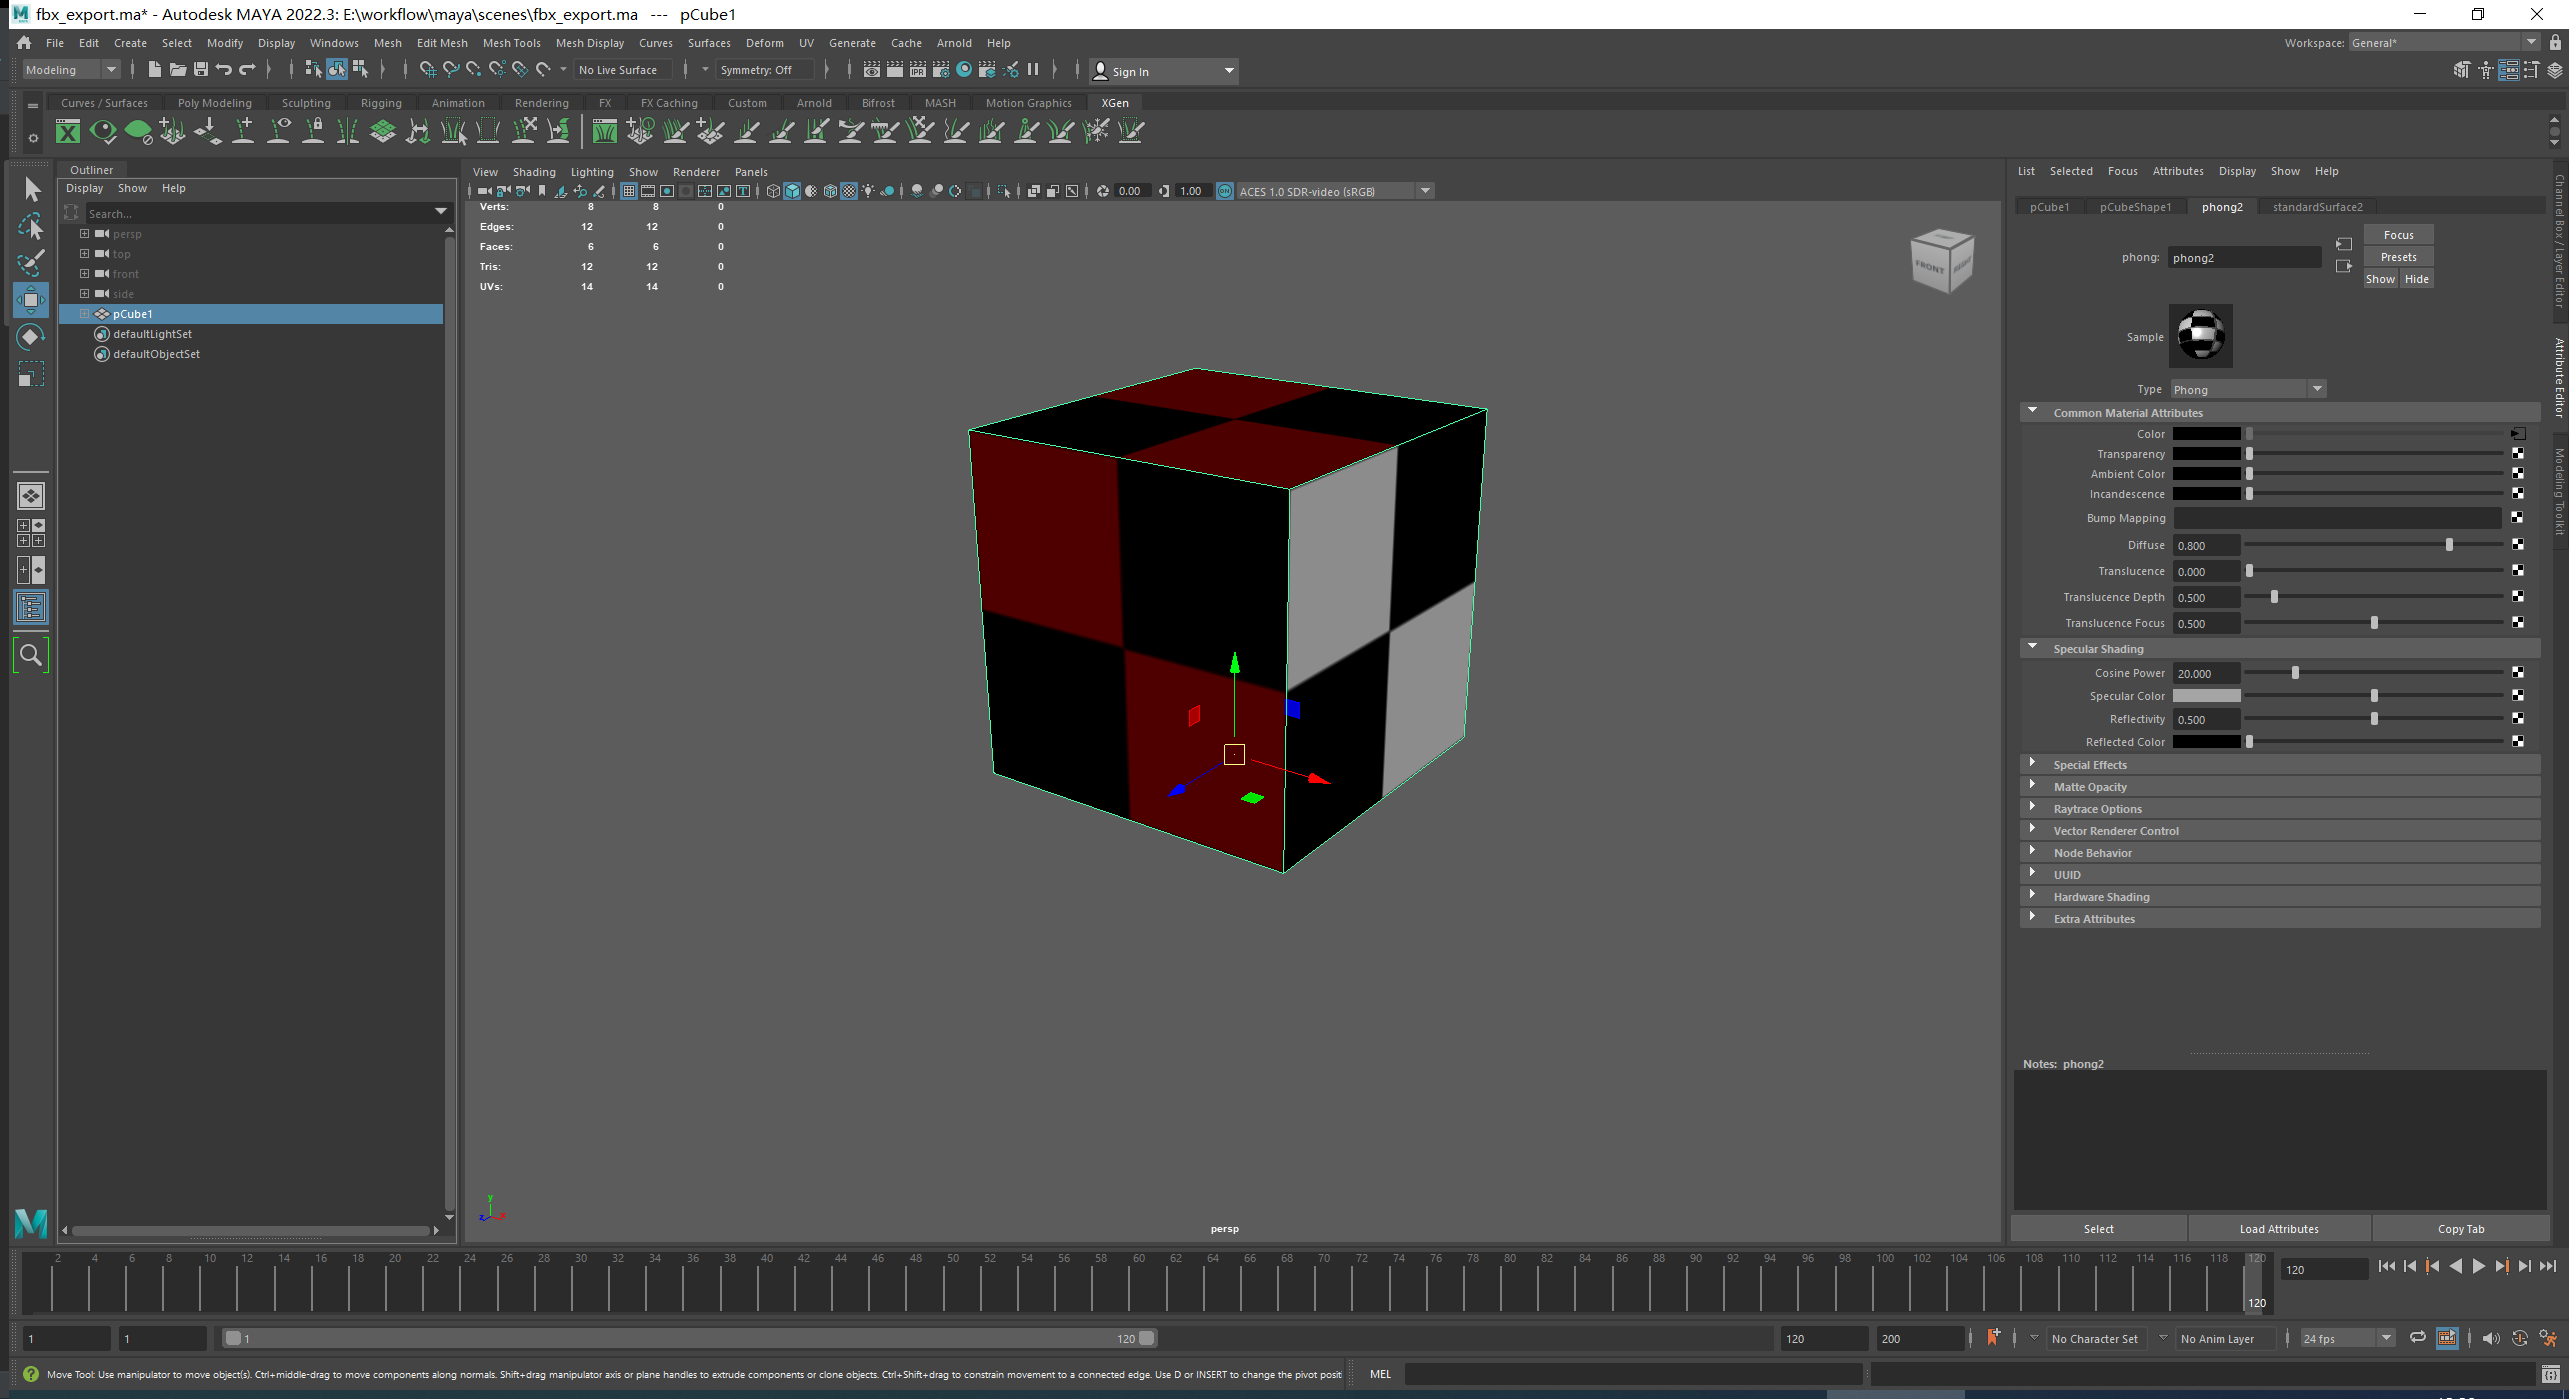 fbx_export.ma* - Autodesk MAYA 2022.3: E:\workflow\maya\scenes\fbx_export.ma --- pCube1
File Edit Create Select Modify Display Windows Mesh Edit Mesh Mesh Tools Mesh Display Curves Surfaces Deform UV Generate Cache Arnold Help
Workspace: General*
Modeling No Live Surface Symmetry: Off Sign In
Curves / Surfaces Poly Modeling Sculpting Rigging Animation Rendering FX FX Caching Custom Arnold Bifrost MASH Motion Graphics XGen
Outliner
Display Show Help
Search...
persp
top
front
side
pCube1
defaultLightSet
defaultObjectSet
View Shading Lighting Show Renderer Panels
0.00 1.00 ON ACES 1.0 SDR-video (sRGB)
Verts: 8 8 0
Edges: 12 12 0
Faces: 6 6 0
Tris: 12 12 0
UVs: 14 14 0
FRONT RIGHT
persp
y
z x
List Selected Focus Attributes Display Show Help
pCube1 pCubeShape1 phong2 standardSurface2
Focus
phong: phong2 Presets
Show Hide
Sample
Type Phong
Common Material Attributes
Color
Transparency
Ambient Color
Incandescence
Bump Mapping
Diffuse 0.800
Translucence 0.000
Translucence Depth 0.500
Translucence Focus 0.500
Specular Shading
Cosine Power 20.000
Specular Color
Reflectivity 0.500
Reflected Color
Special Effects
Matte Opacity
Raytrace Options
Vector Renderer Control
Node Behavior
UUID
Hardware Shading
Extra Attributes
Notes: phong2
Select Load Attributes Copy Tab
Channel Box / Layer Editor
Attribute Editor
Modeling Toolkit
2 4 6 8 10 12 14 16 18 20 22 24 26 28 30 32 34 36 38 40 42 44 46 48 50 52 54 56 58 60 62 64 66 68 70 72 74 76 78 80 82 84 86 88 90 92 94 96 98 100 102 104 106 108 110 112 114 116 118 120
120
120
1 1 1 120 120 200 No Character Set No Anim Layer 24 fps
Move Tool: Use manipulator to move object(s). Ctrl+middle-drag to move components along normals. Shift+drag manipulator axis or plane handles to extrude components or clone objects. Ctrl+Shift+drag to constrain movement to a connected edge. Use D or INSERT to change the pivot posit
MEL